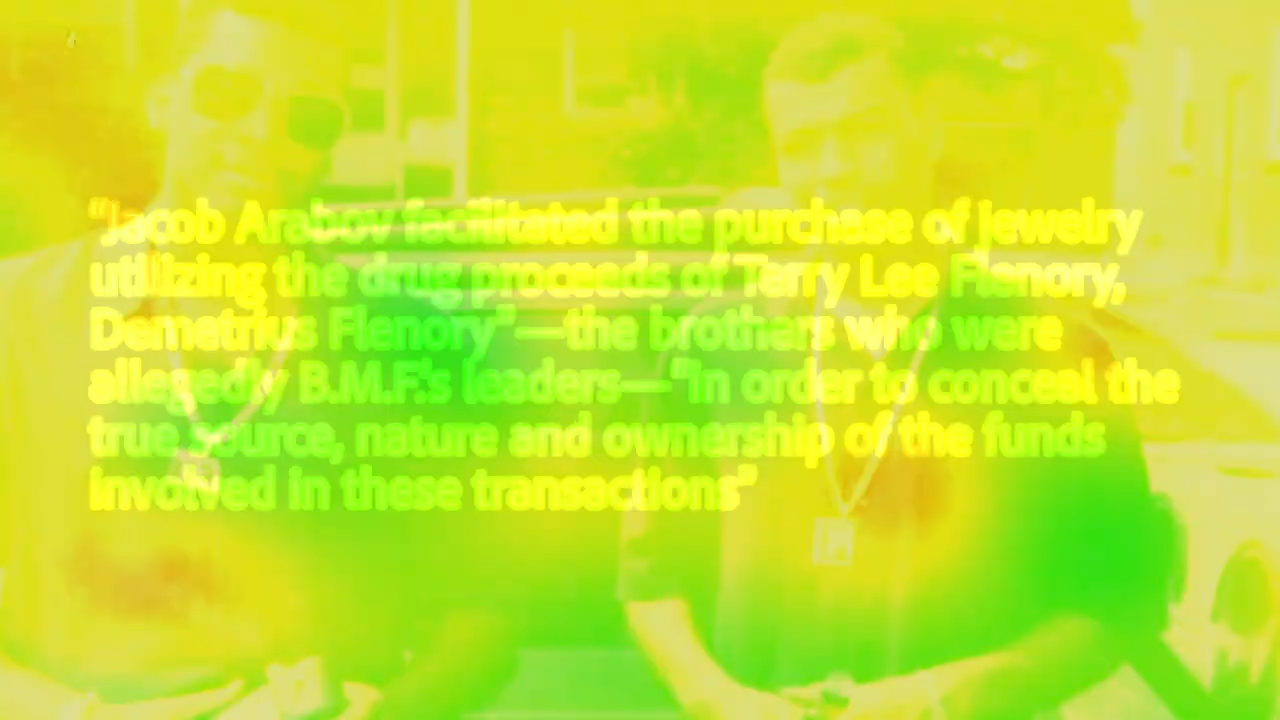 "Jacob Arabov facilitated the purchase of jewelry
utilizing the drug proceeds of Terry Lee Flenory,
Demetrius Flenory"—the brothers who were
allegedly B.M.F.'s leaders—"in order to conceal the
true source, nature and ownership of the funds
involved in these transactions"